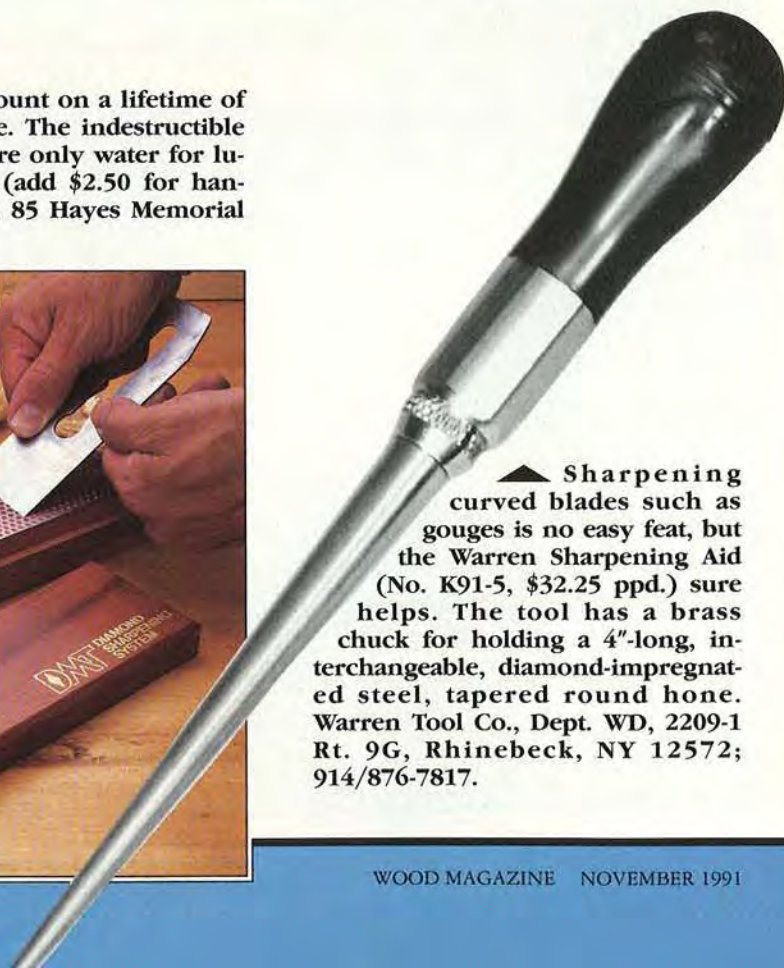 ount on a lifetime of
e. The indestructible
re only water for lu-
(add $2.50 for han-
85 Hayes Memorial
DMT DIAMOND
SHARPENING
SYSTEM
Sharpening
curved blades such as
gouges is no easy feat, but
the Warren Sharpening Aid
(No. K91-5, $32.25 ppd.) sure
helps. The tool has a brass
chuck for holding a 4"-long, in-
terchangeable, diamond-impregnat-
ed steel, tapered round hone.
Warren Tool Co., Dept. WD, 2209-1
Rt. 9G, Rhinebeck, NY 12572;
914/876-7817.
WOOD MAGAZINE NOVEMBER 1991